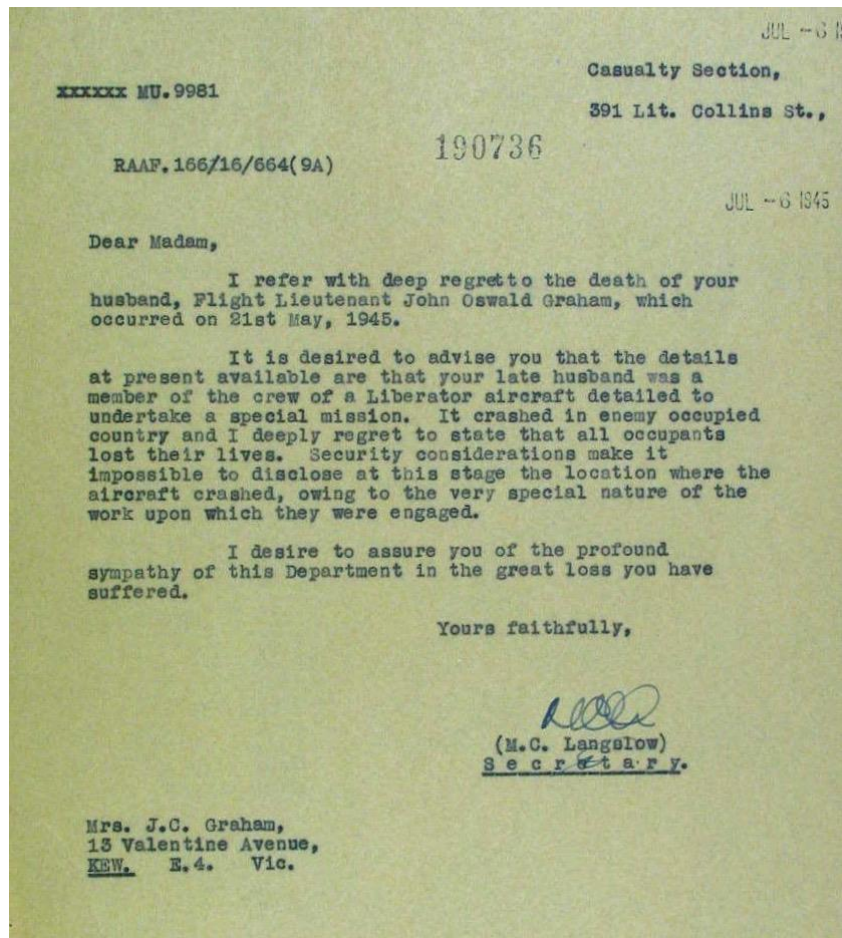 JUL -6
Casualty Section,
xxxxxx MU.9981
391 Lit. Collins St.,
190736
RAAF.166/16/664(9A)
JUL -6 1945
Dear Madam,
I refer with deep regret to the death of your
husband, Flight Lieutenant John Oswald Graham, which
occurred on 21st May, 1945.
It is desired to advise you that the details
at present available are that your late husband was a
member of the crew of a Liberator aircraft detailed to
undertake a special mission. It crashed in enemy occupied
country and I deeply regret to state that all occupants
lost their lives. Security considerations make it
impossible to disclose at this stage the location where the
aircraft crashed, owing to the very special nature of the
work upon which they were engaged.
I desire to assure you of the profound
sympathy of this Department in the great loss you have
suffered.
Yours faithfully,
(M.C. Langslow)
Secretary.
Mrs. J.C. Graham,
13 Valentine Avenue,
KEW. E.4. Vic.